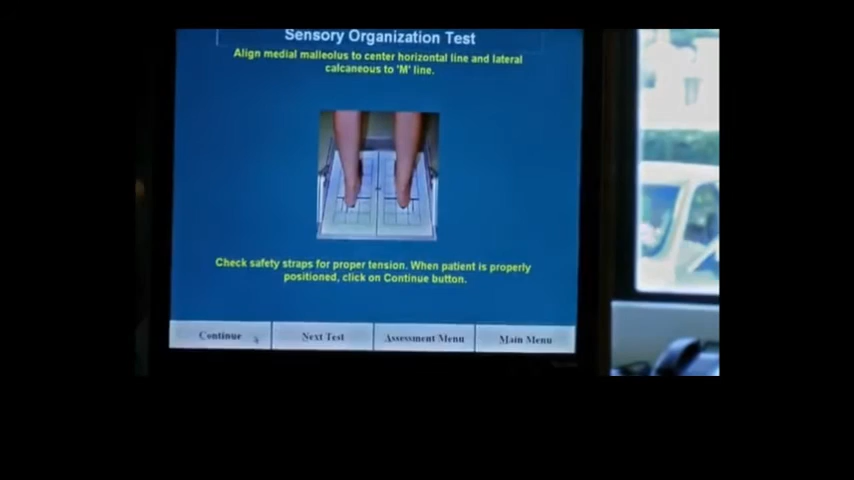 Sensory Organization Test
Align medial malleolus to center horizontal line and lateral
calcaneous to 'M' line.
Check safety straps for proper tension. When patient is properly
positioned, click on Continue button.
Continue
Next Test
Assessment Menu
Main Menu